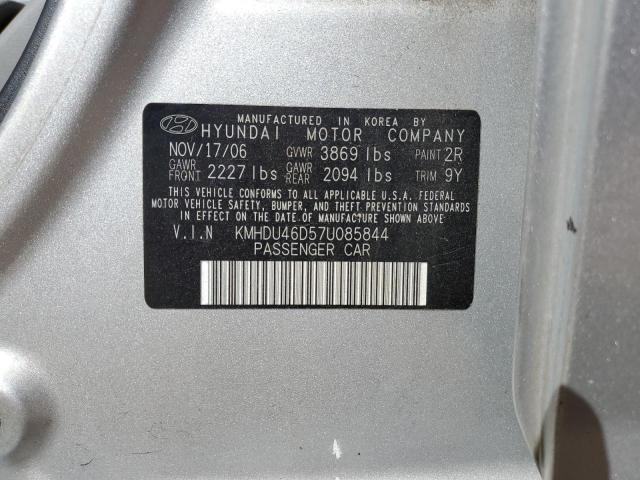 MANUFACTURED IN KOREA BY
HYUNDAI MOTOR COMPANY
NOV/17/06 GVWR 3869 lbs PAINT 2R
GAWR FRONT 2227 lbs GAWR REAR 2094 lbs TRIM 9Y
THIS VEHICLE CONFORMS TO ALL APPLICABLE U.S.A. FEDERAL
MOTOR VEHICLE SAFETY, BUMPER, AND THEFT PREVENTION STANDARDS
IN EFFECT ON THE DATE OF MANUFACTURE SHOWN ABOVE.
V.I.N KMHDU46D57U085844
PASSENGER CAR